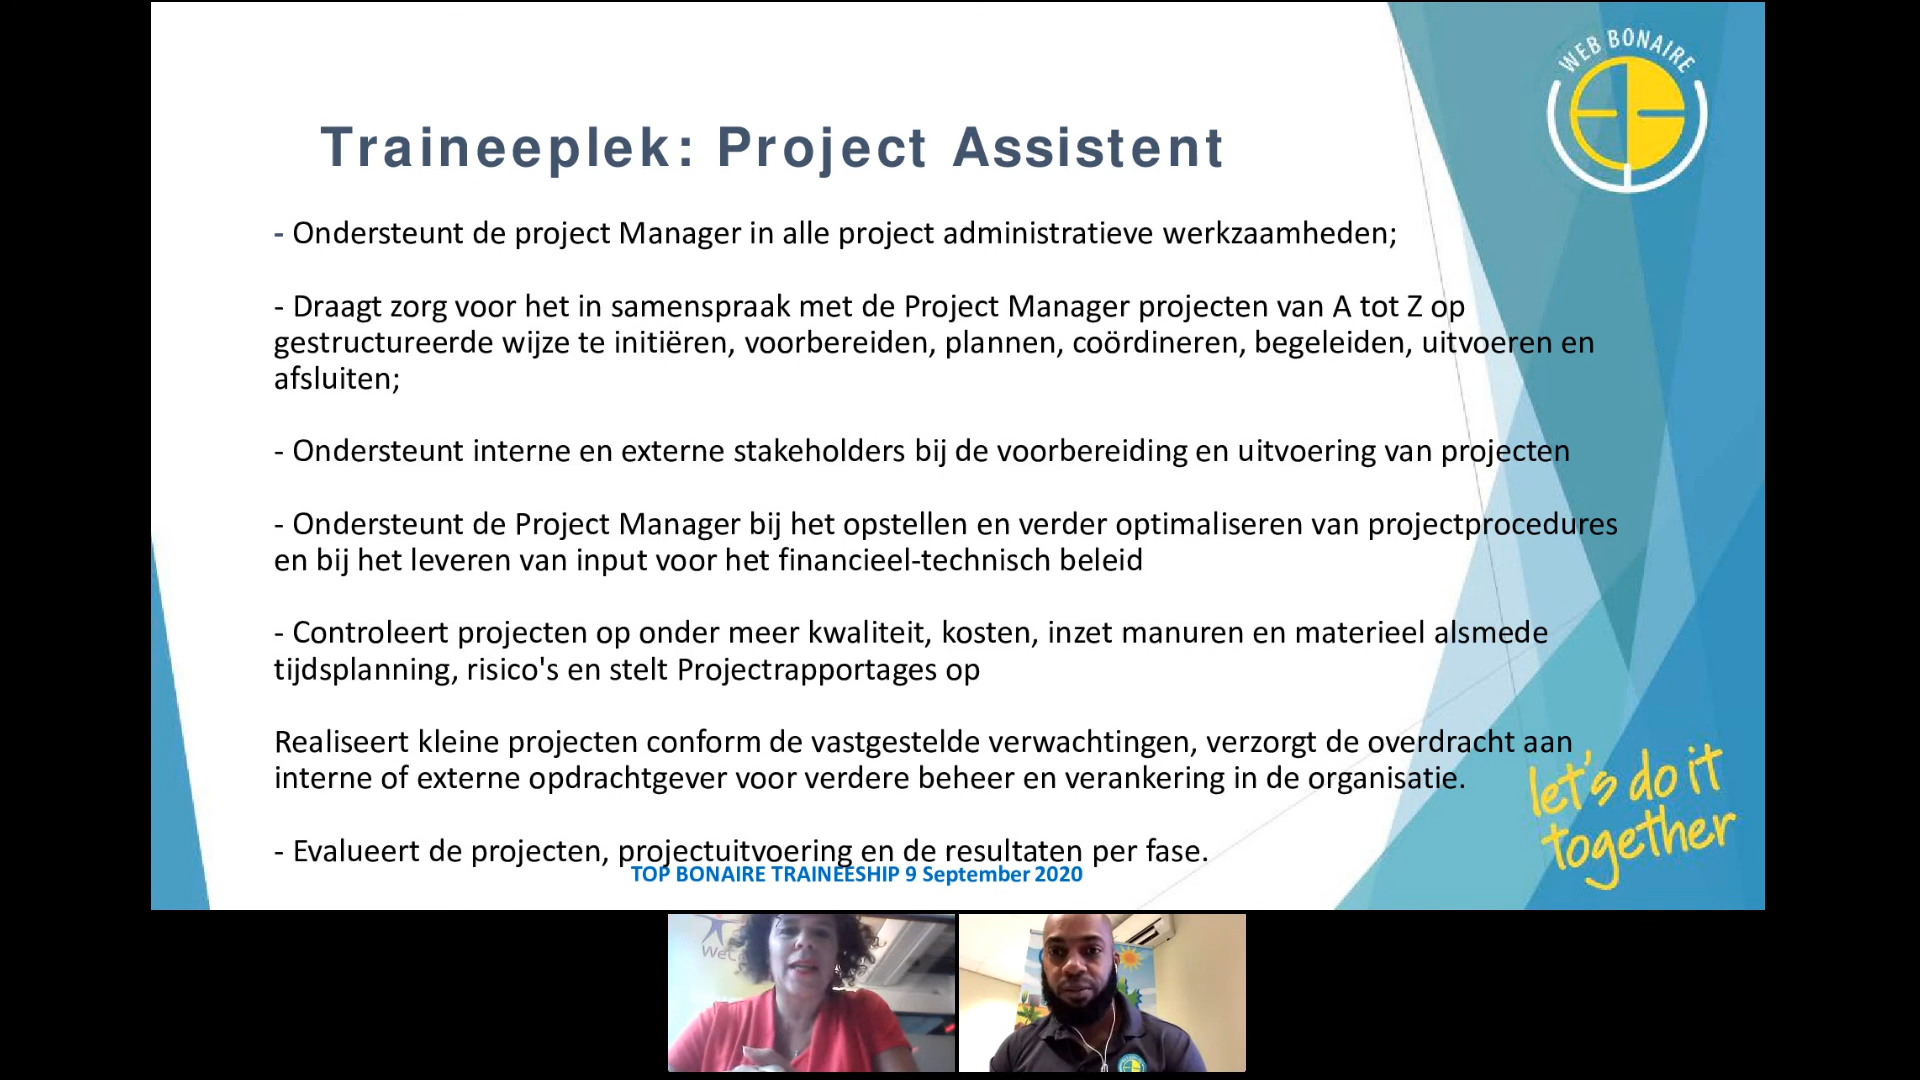 WEB BONAIRE
Traineeplek: Project Assistent
- Ondersteunt de project Manager in alle project administratieve werkzaamheden;
- Draagt zorg voor het in samenspraak met de Project Manager projecten van A tot Z op
gestructureerde wijze te initiëren, voorbereiden, plannen, coördineren, begeleiden, uitvoeren en
afsluiten;
- Ondersteunt interne en externe stakeholders bij de voorbereiding en uitvoering van projecten
- Ondersteunt de Project Manager bij het opstellen en verder optimaliseren van projectprocedures
en bij het leveren van input voor het financieel-technisch beleid
- Controleert projecten op onder meer kwaliteit, kosten, inzet manuren en materieel alsmede
tijdsplanning, risico's en stelt Projectrapportages op
Realiseert kleine projecten conform de vastgestelde verwachtingen, verzorgt de overdracht aan
interne of externe opdrachtgever voor verdere beheer en verankering in de organisatie.
let's do it
together
- Evalueert de projecten, projectuitvoering en de resultaten per fase.
TOP BONAIRE TRAINEESHIP 9 September 2020